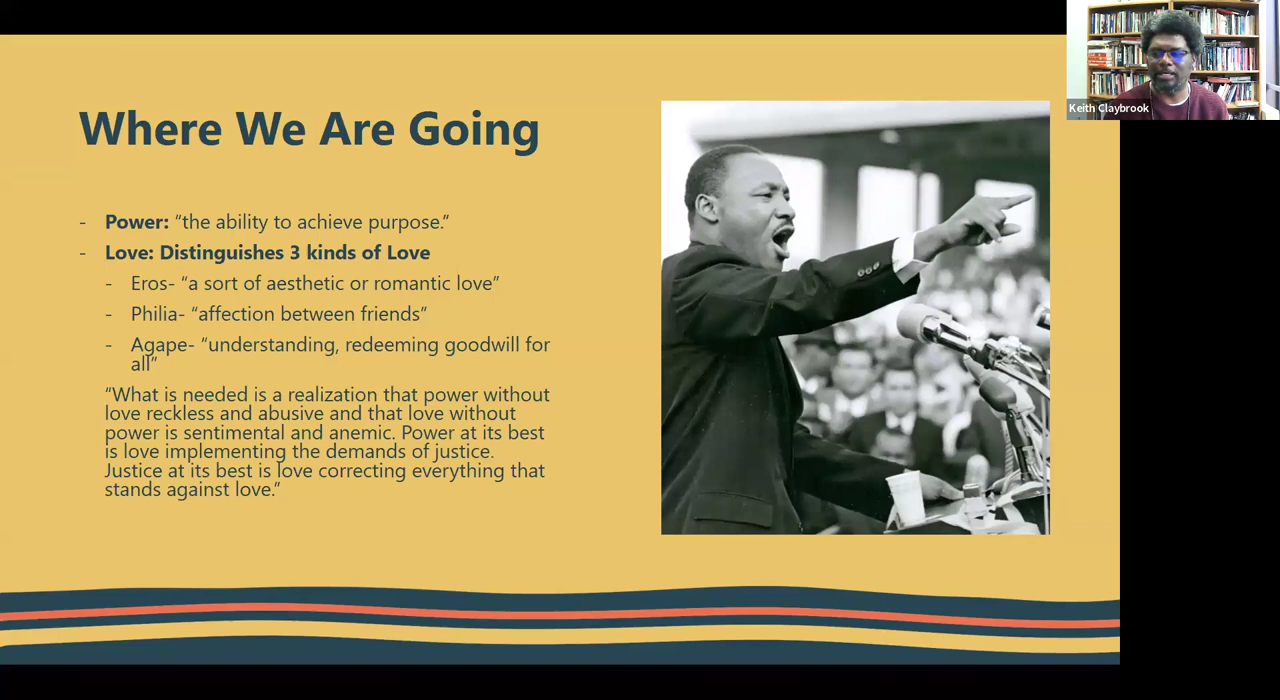 Where We Are Going
- Power: “the ability to achieve purpose.”
- Love: Distinguishes 3 kinds of Love
- Eros- “a sort of aesthetic or romantic love”
- Philia- “affection between friends”
- Agape- “understanding, redeeming goodwill for
all”
“What is needed is a realization that power without
love reckless and abusive and that love without
power is sentimental and anemic. Power at its best
is love implementing the demands of justice.
Justice at its best is love correcting everything that
stands against love.”
Keith Claybrook